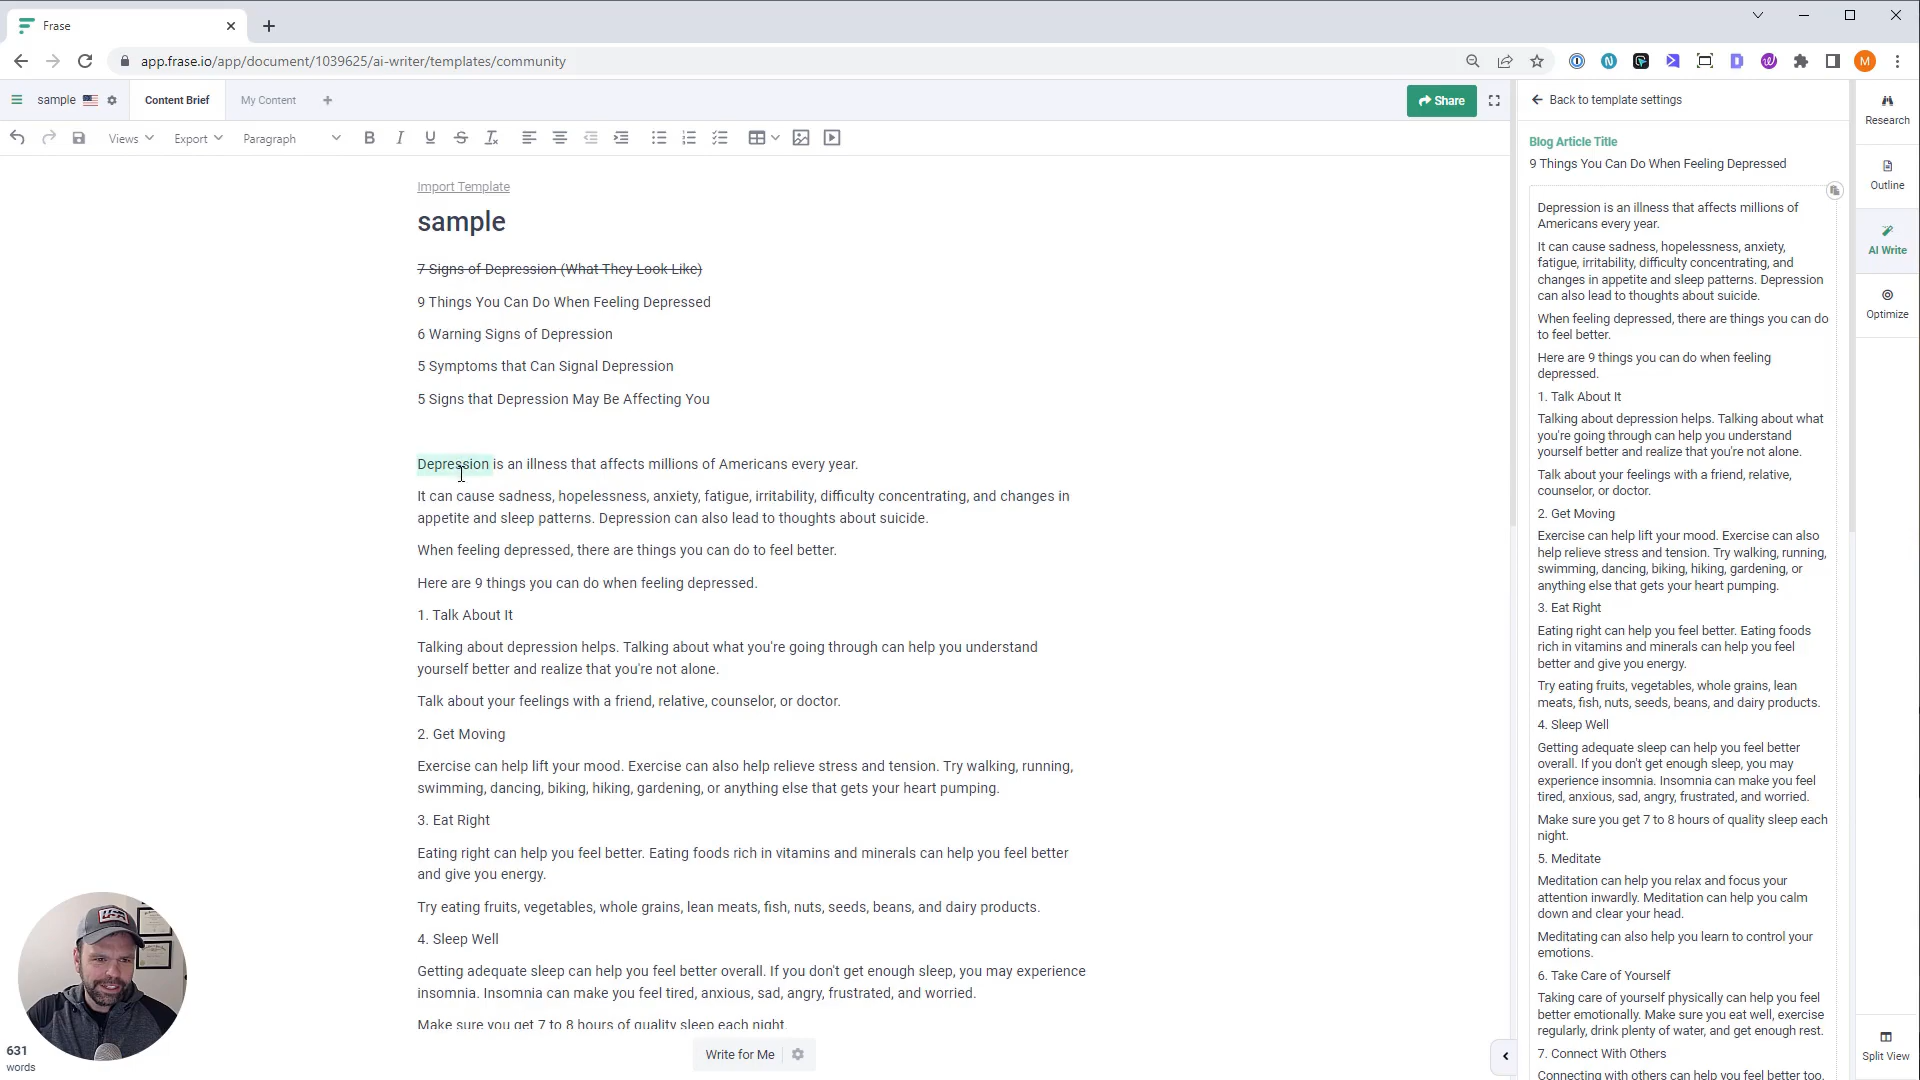 Frase
app.frase.io/app/document/1039625/ai-writer/templates/community
M
sample
Content Brief
My Content
Share
Views
Export
Paragraph
B
I
U
S
Import Template
sample
7 Signs of Depression (What They Look Like)
9 Things You Can Do When Feeling Depressed
6 Warning Signs of Depression
5 Symptoms that Can Signal Depression
5 Signs that Depression May Be Affecting You
Depression is an illness that affects millions of Americans every year.
It can cause sadness, hopelessness, anxiety, fatigue, irritability, difficulty concentrating, and changes in
appetite and sleep patterns. Depression can also lead to thoughts about suicide.
When feeling depressed, there are things you can do to feel better.
Here are 9 things you can do when feeling depressed.
1. Talk About It
Talking about depression helps. Talking about what you're going through can help you understand
yourself better and realize that you're not alone.
Talk about your feelings with a friend, relative, counselor, or doctor.
2. Get Moving
Exercise can help lift your mood. Exercise can also help relieve stress and tension. Try walking, running,
swimming, dancing, biking, hiking, gardening, or anything else that gets your heart pumping.
3. Eat Right
Eating right can help you feel better. Eating foods rich in vitamins and minerals can help you feel better
and give you energy.
Try eating fruits, vegetables, whole grains, lean meats, fish, nuts, seeds, beans, and dairy products.
4. Sleep Well
Getting adequate sleep can help you feel better overall. If you don't get enough sleep, you may experience
insomnia. Insomnia can make you feel tired, anxious, sad, angry, frustrated, and worried.
Make sure you get 7 to 8 hours of quality sleep each night.
Write for Me
631
words
USA
Back to template settings
Blog Article Title
9 Things You Can Do When Feeling Depressed
Depression is an illness that affects millions of
Americans every year.
It can cause sadness, hopelessness, anxiety,
fatigue, irritability, difficulty concentrating, and
changes in appetite and sleep patterns. Depression
can also lead to thoughts about suicide.
When feeling depressed, there are things you can do
to feel better.
Here are 9 things you can do when feeling
depressed.
1. Talk About It
Talking about depression helps. Talking about what
you're going through can help you understand
yourself better and realize that you're not alone.
Talk about your feelings with a friend, relative,
counselor, or doctor.
2. Get Moving
Exercise can help lift your mood. Exercise can also
help relieve stress and tension. Try walking, running,
swimming, dancing, biking, hiking, gardening, or
anything else that gets your heart pumping.
3. Eat Right
Eating right can help you feel better. Eating foods
rich in vitamins and minerals can help you feel
better and give you energy.
Try eating fruits, vegetables, whole grains, lean
meats, fish, nuts, seeds, beans, and dairy products.
4. Sleep Well
Getting adequate sleep can help you feel better
overall. If you don't get enough sleep, you may
experience insomnia. Insomnia can make you feel
tired, anxious, sad, angry, frustrated, and worried.
Make sure you get 7 to 8 hours of quality sleep each
night.
5. Meditate
Meditation can help you relax and focus your
attention inwardly. Meditation can help you calm
down and clear your head.
Meditating can also help you learn to control your
emotions.
6. Take Care of Yourself
Taking care of yourself physically can help you feel
better emotionally. Make sure you eat well, exercise
regularly, drink plenty of water, and get enough rest.
7. Connect With Others
Connecting with others can help you feel better too.
Research
Outline
AI Write
Optimize
Split View